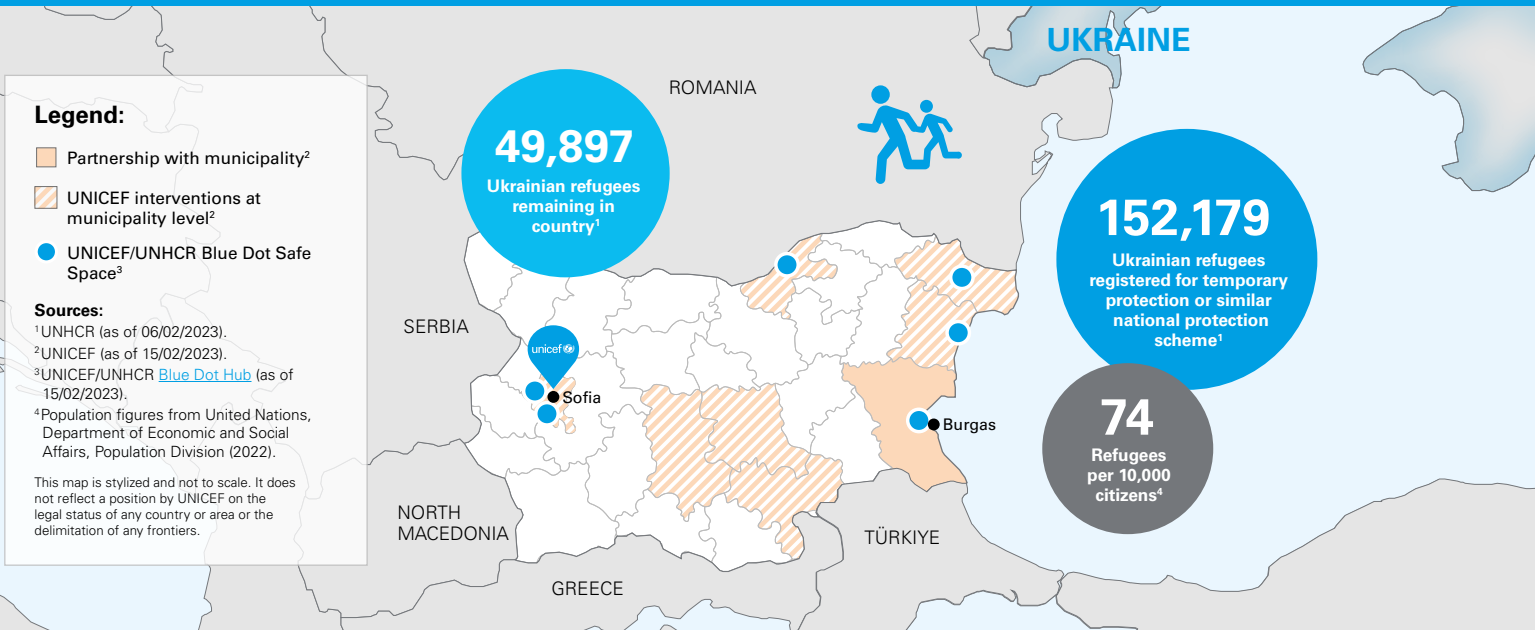 UKRAINE
ROMANIA
Legend:
Partnership with municipality²
UNICEF interventions at
municipality level²
UNICEF/UNHCR Blue Dot Safe
Space³
Sources:
¹UNHCR (as of 06/02/2023).
²UNICEF (as of 15/02/2023).
³UNICEF/UNHCR Blue Dot Hub (as of
15/02/2023).
⁴Population figures from United Nations,
Department of Economic and Social
Affairs, Population Division (2022).
This map is stylized and not to scale. It does
not reflect a position by UNICEF on the
legal status of any country or area or the
delimitation of any frontiers.
49,897
Ukrainian refugees
remaining in
country¹
152,179
Ukrainian refugees
registered for temporary
protection or similar
national protection
scheme¹
74
Refugees
per 10,000
citizens⁴
SERBIA
unicef
Sofia
Burgas
NORTH
MACEDONIA
TÜRKIYE
GREECE